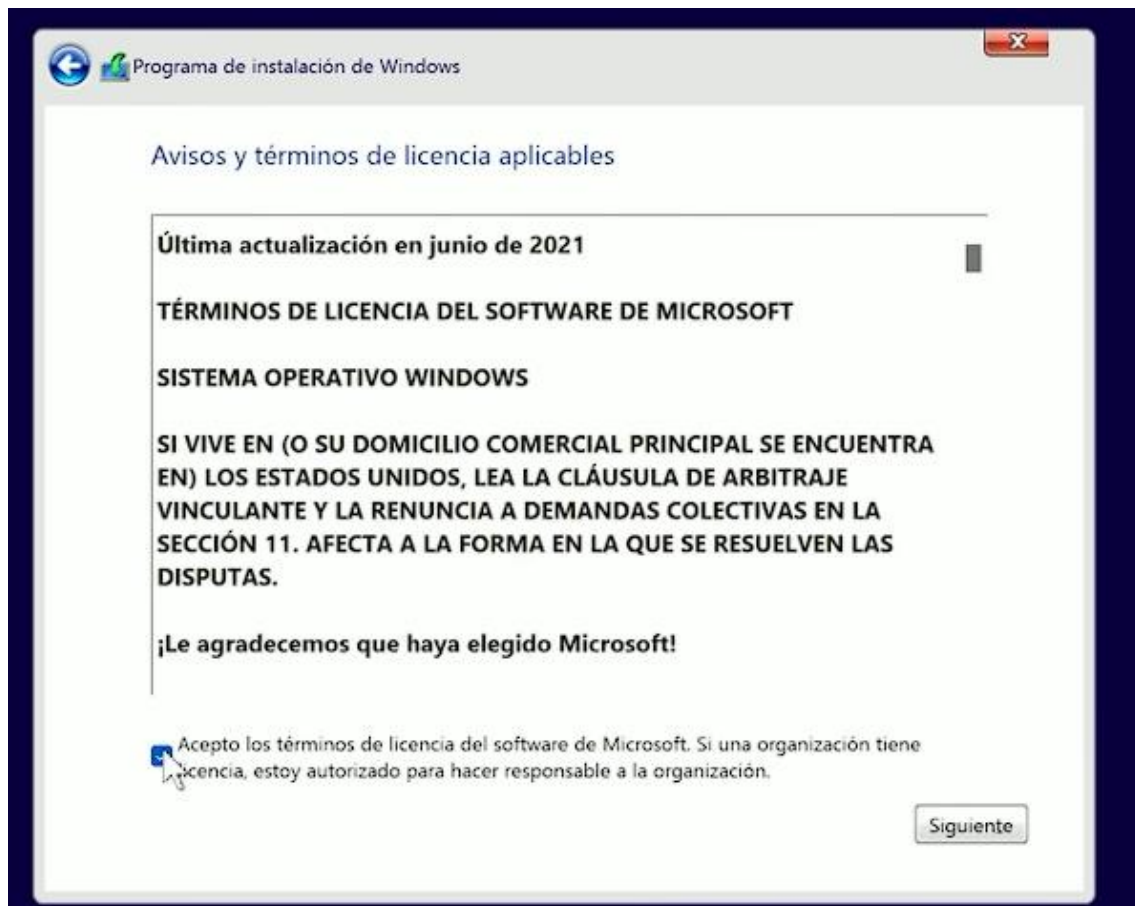 Programa de instalación de Windows
Avisos y términos de licencia aplicables
Última actualización en junio de 2021
TÉRMINOS DE LICENCIA DEL SOFTWARE DE MICROSOFT
SISTEMA OPERATIVO WINDOWS
SI VIVE EN (O SU DOMICILIO COMERCIAL PRINCIPAL SE ENCUENTRA
EN) LOS ESTADOS UNIDOS, LEA LA CLÁUSULA DE ARBITRAJE
VINCULANTE Y LA RENUNCIA A DEMANDAS COLECTIVAS EN LA
SECCIÓN 11. AFECTA A LA FORMA EN LA QUE SE RESUELVEN LAS
DISPUTAS.
¡Le agradecemos que haya elegido Microsoft!
Acepto los términos de licencia del software de Microsoft. Si una organización tiene
licencia, estoy autorizado para hacer responsable a la organización.
Siguiente